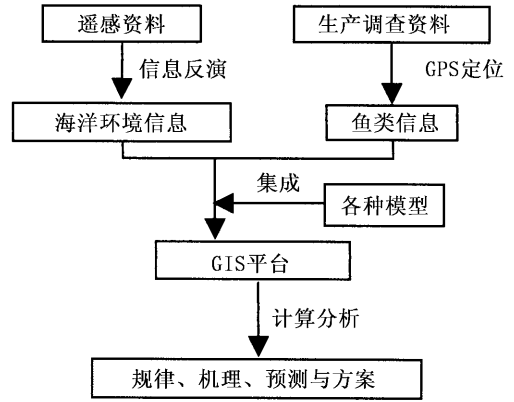 遥感资料
生产调查资料
信息反演
GPS定位
海洋环境信息
鱼类信息
集成
各种模型
GIS平台
计算分析
规律、机理、预测与方案